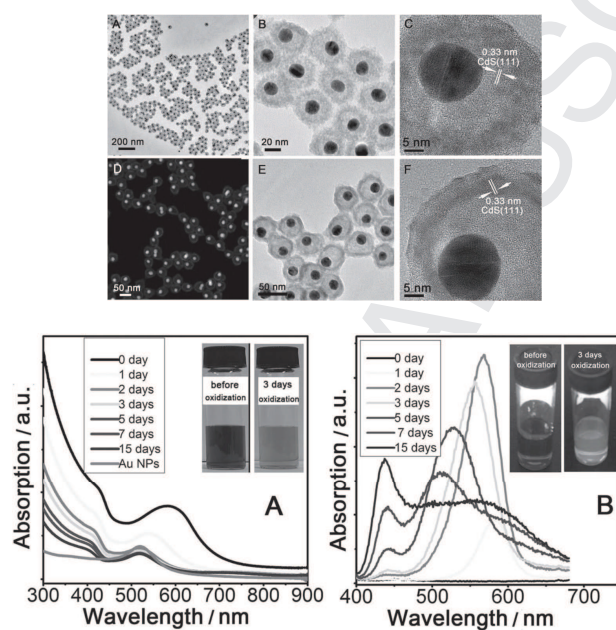 A
B
C
0.33 nm
CdS(111)
200 nm
20 nm
5 nm
D
E
F
0.33 nm
CdS(111)
50 nm
50 nm
5 nm
Absorption / a.u.
0 day
1 day
2 days
3 days
5 days
7 days
15 days
Au NPs
before
oxidization
3 days
oxidization
A
300 400 500 600 700 800 900
Wavelength / nm
Absorption / a.u.
0 day
1 day
2 days
3 days
5 days
7 days
15 days
before
oxidization
3 days
oxidization
B
400 500 600 700
Wavelength / nm